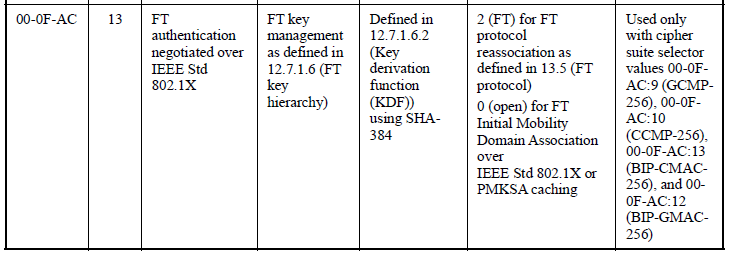 00-0F-AC
13
FT
authentication
negotiated over
IEEE Std
802.1X
FT key
management
as defined in
12.7.1.6 (FT
key
hierarchy)
Defined in
12.7.1.6.2
(Key
derivation
function
(KDF))
using SHA-
384
2 (FT) for FT
protocol
reassociation as
defined in 13.5 (FT
protocol)
0 (open) for FT
Initial Mobility
Domain Association
over
IEEE Std 802.1X or
PMKSA caching
Used only
with cipher
suite selector
values 00-0F-
AC:9 (GCMP-
256), 00-0F-
AC:10
(CCMP-256),
00-0F-AC:13
(BIP-CMAC-
256), and 00-
0F-AC:12
(BIP-GMAC-
256)